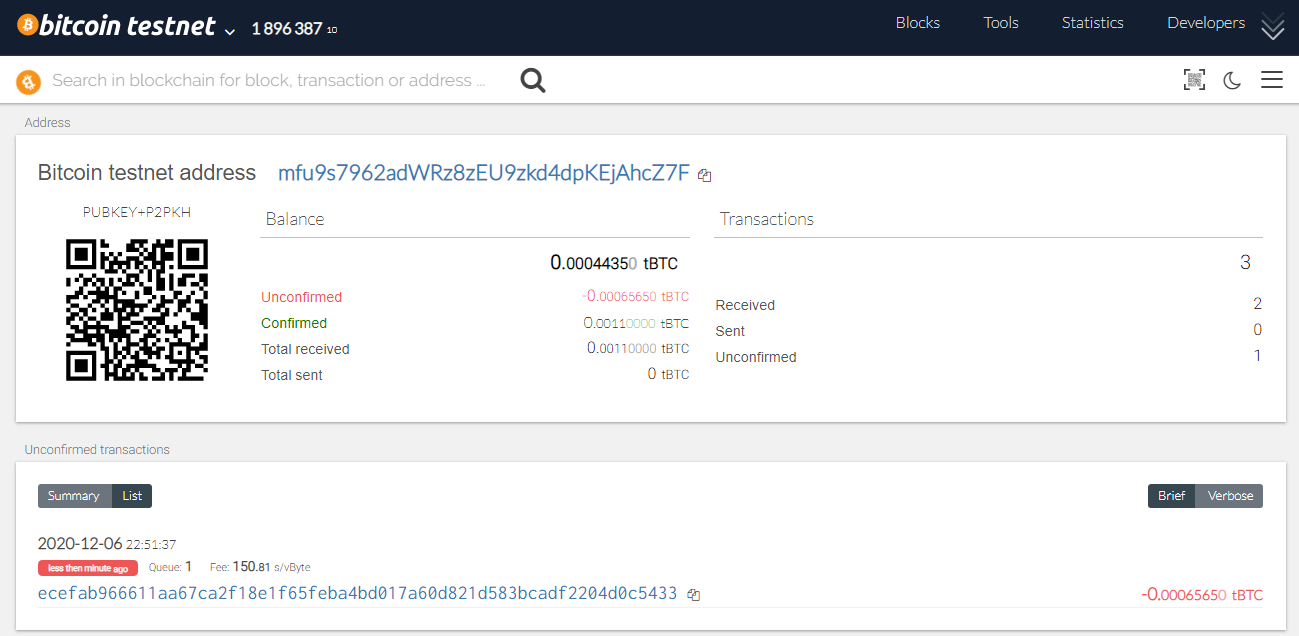 bitcoin testnet 1 896 387 10
Blocks Tools Statistics Developers
Search in blockchain for block, transaction or address ...
Address
Bitcoin testnet address mfu9s7962adWRz8zEU9zkd4dpKEjAhcZ7F
PUBKEY+P2PKH
Balance
0.00044350 tBTC
Unconfirmed -0.00065650 tBTC
Confirmed 0.00110000 tBTC
Total received 0.00110000 tBTC
Total sent 0 tBTC
Transactions
3
Received 2
Sent 0
Unconfirmed 1
Unconfirmed transactions
Summary List
Brief Verbose
2020-12-06 22:51:37
less then minute ago Queue: 1 Fee: 150.81 s/vByte
ecefab966611aa67ca2f18e1f65feba4bd017a60d821d583bcadf2204d0c5433 -0.00065650 tBTC